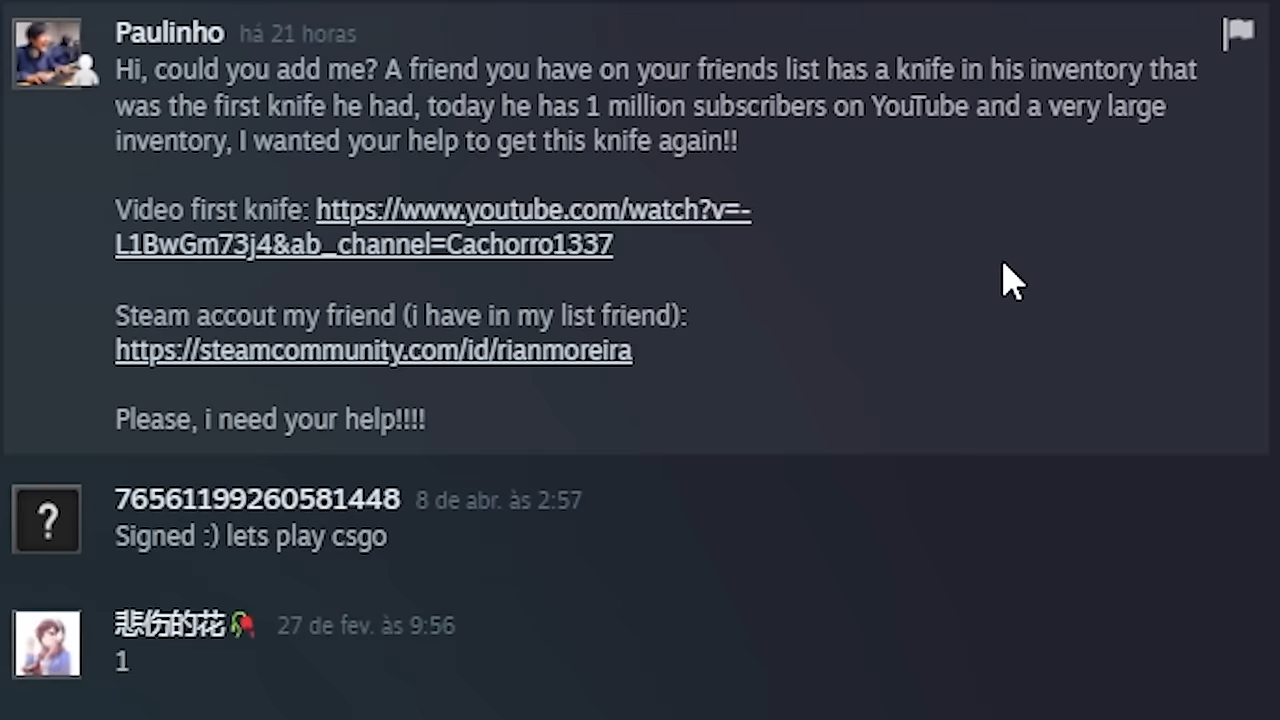 Paulinho há 21 horas
Hi, could you add me? A friend you have on your friends list has a knife in his inventory that
was the first knife he had, today he has 1 million subscribers on YouTube and a very large
inventory, I wanted your help to get this knife again!!
Video first knife: https://www.youtube.com/watch?v=-
L1BwGm73j4&ab_channel=Cachorro1337
Steam accout my friend (i have in my list friend):
https://steamcommunity.com/id/rianmoreira
Please, i need your help!!!!
76561199260581448 8 de abr. às 2:57
Signed :) lets play csgo
悲伤的花🥀 27 de fev. às 9:56
1